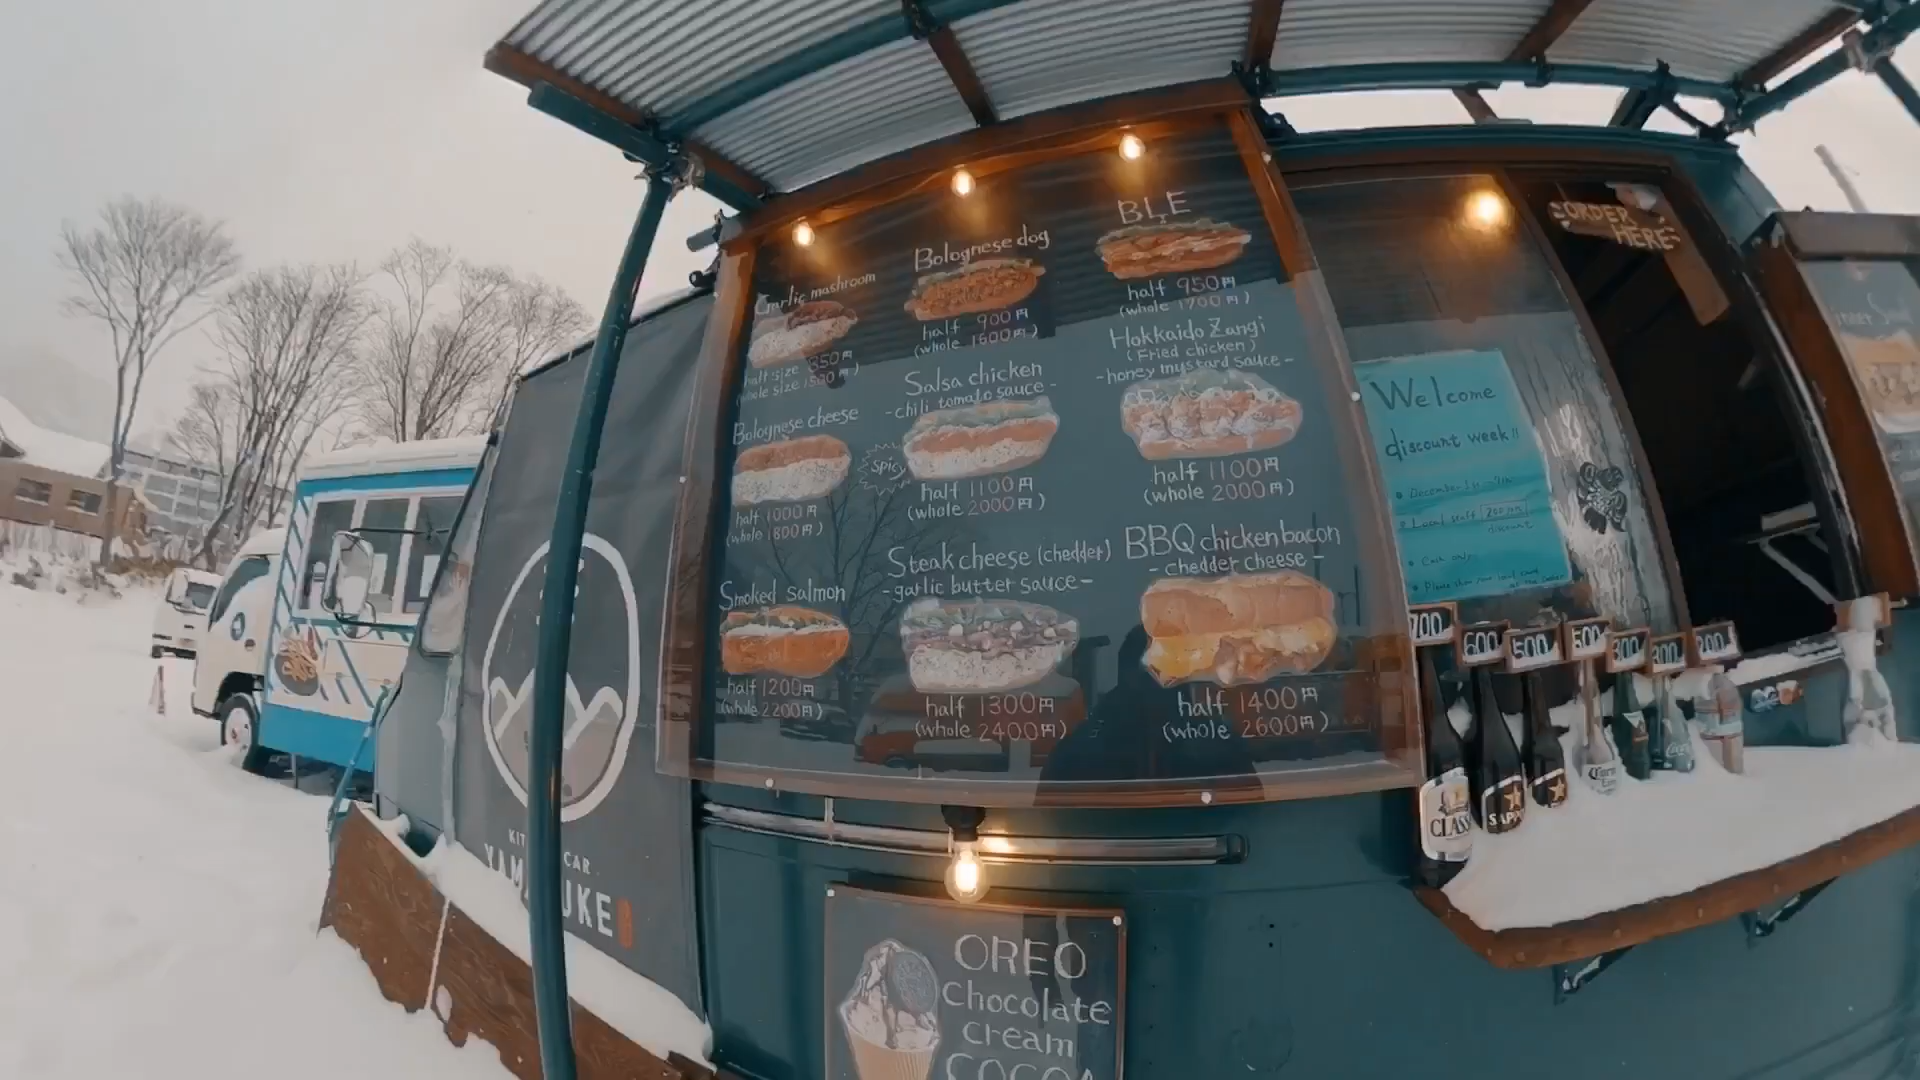 Garlic mashroom
half size 850円
(whole size 1500円)
Bolognese dog
half 900円
(whole 1600円)
BLE
half 950円
(whole 1700円)
Bolognese cheese
half 1000円
(whole 1800円)
Salsa chicken
-chili tomato sauce-
spicy
half 1100円
(whole 2000円)
Hokkaido Zangi
(Fried chicken)
-honey mustard sauce-
half 1100円
(whole 2000円)
Smoked salmon
half 1200円
(whole 2200円)
Steak cheese (chedder)
-garlic butter sauce-
half 1300円
(whole 2400円)
BBQ chicken bacon
- chedder cheese -
half 1400円
(whole 2600円)
ORDER
HERE
Welcome
discount week!!
Local staff
discount
700
600
500
500
300
300
200
CLASS
KIT CAR
YAM UKE
OREO
Chocolate
cream
COCOA